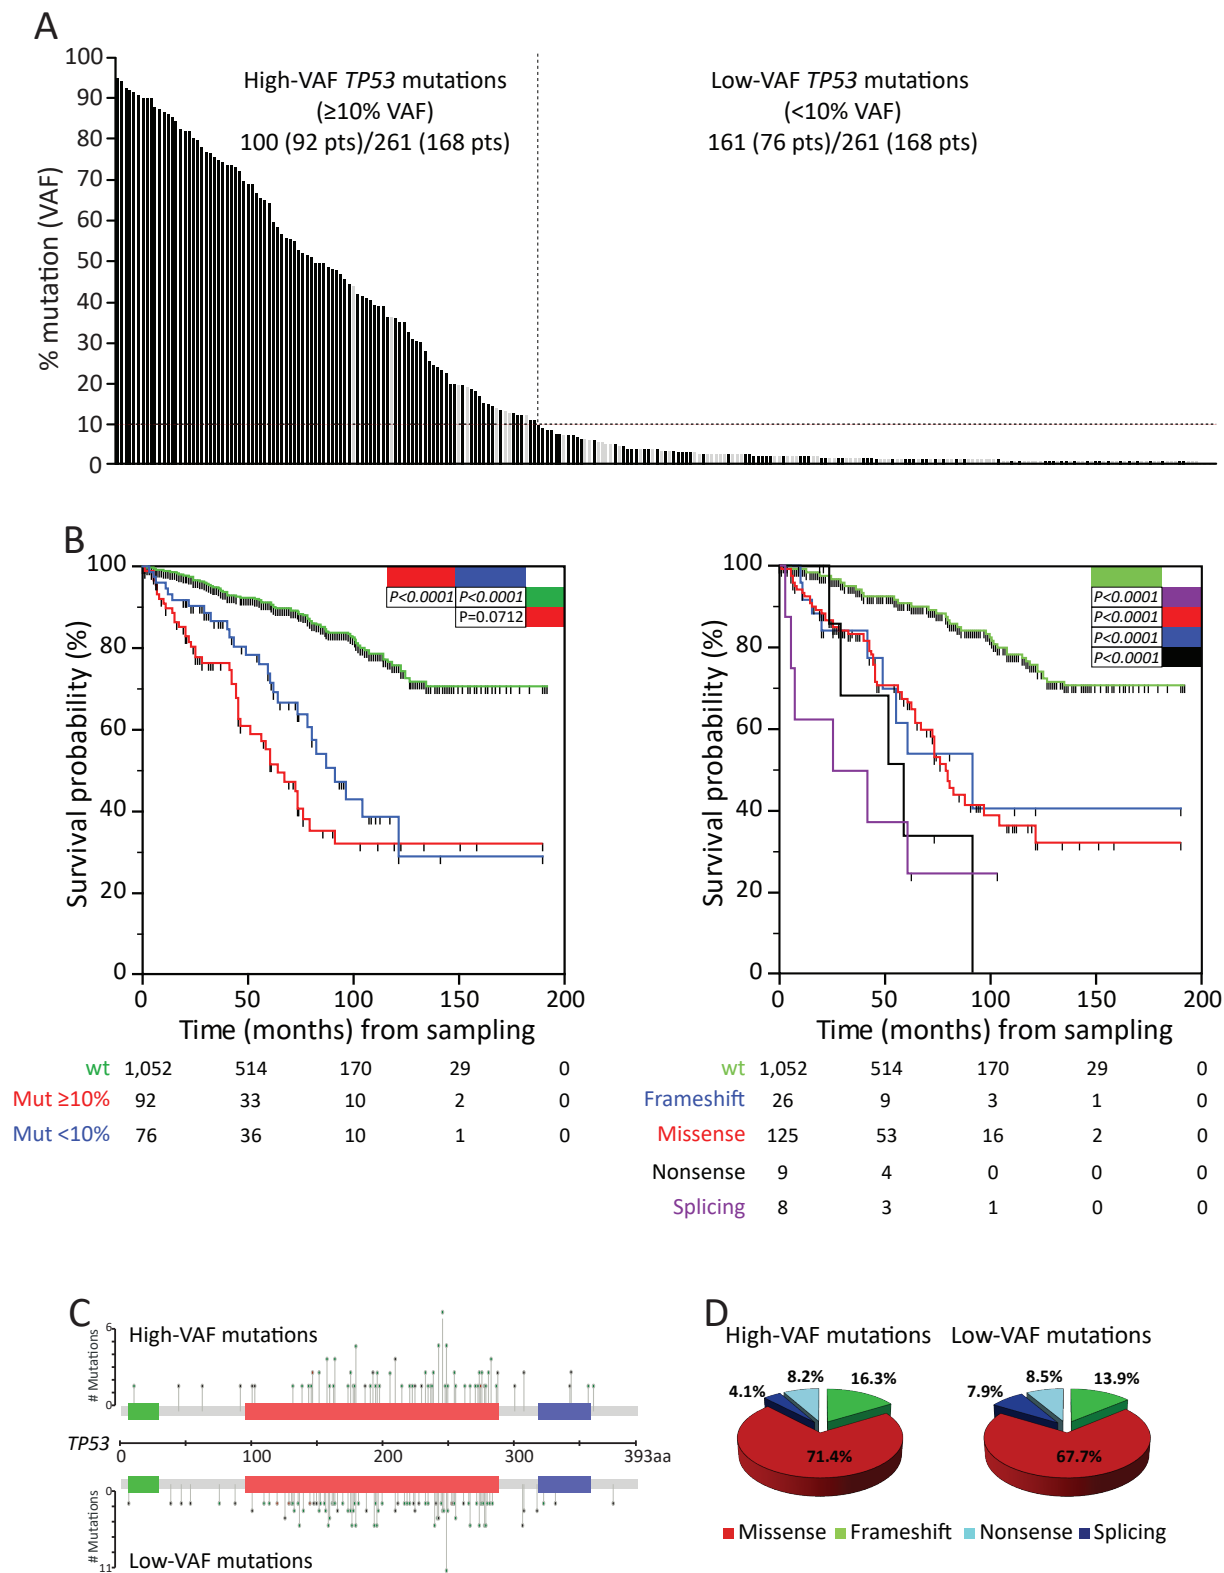 A
% mutation (VAF)
100
90
80
70
60
50
40
30
20
10
0
High-VAF TP53 mutations
(≥10% VAF)
100 (92 pts)/261 (168 pts)
Low-VAF TP53 mutations
(<10% VAF)
161 (76 pts)/261 (168 pts)
B
Survival probability (%)
100
80
60
40
20
0
P<0.0001 P<0.0001
P=0.0712
0 50 100 150 200
Time (months) from sampling
wt 1,052 514 170 29 0
Mut ≥10% 92 33 10 2 0
Mut <10% 76 36 10 1 0
Survival probability (%)
100
80
60
40
20
0
P<0.0001
P<0.0001
P<0.0001
P<0.0001
0 50 100 150 200
Time (months) from sampling
wt 1,052 514 170 29 0
Frameshift 26 9 3 1 0
Missense 125 53 16 2 0
Nonsense 9 4 0 0 0
Splicing 8 3 1 0 0
C
High-VAF mutations
# Mutations
6
0
TP53
0 100 200 300 393aa
# Mutations
0
11
Low-VAF mutations
D
High-VAF mutations
4.1% 8.2% 16.3%
71.4%
Low-VAF mutations
7.9% 8.5% 13.9%
67.7%
Missense Frameshift Nonsense Splicing